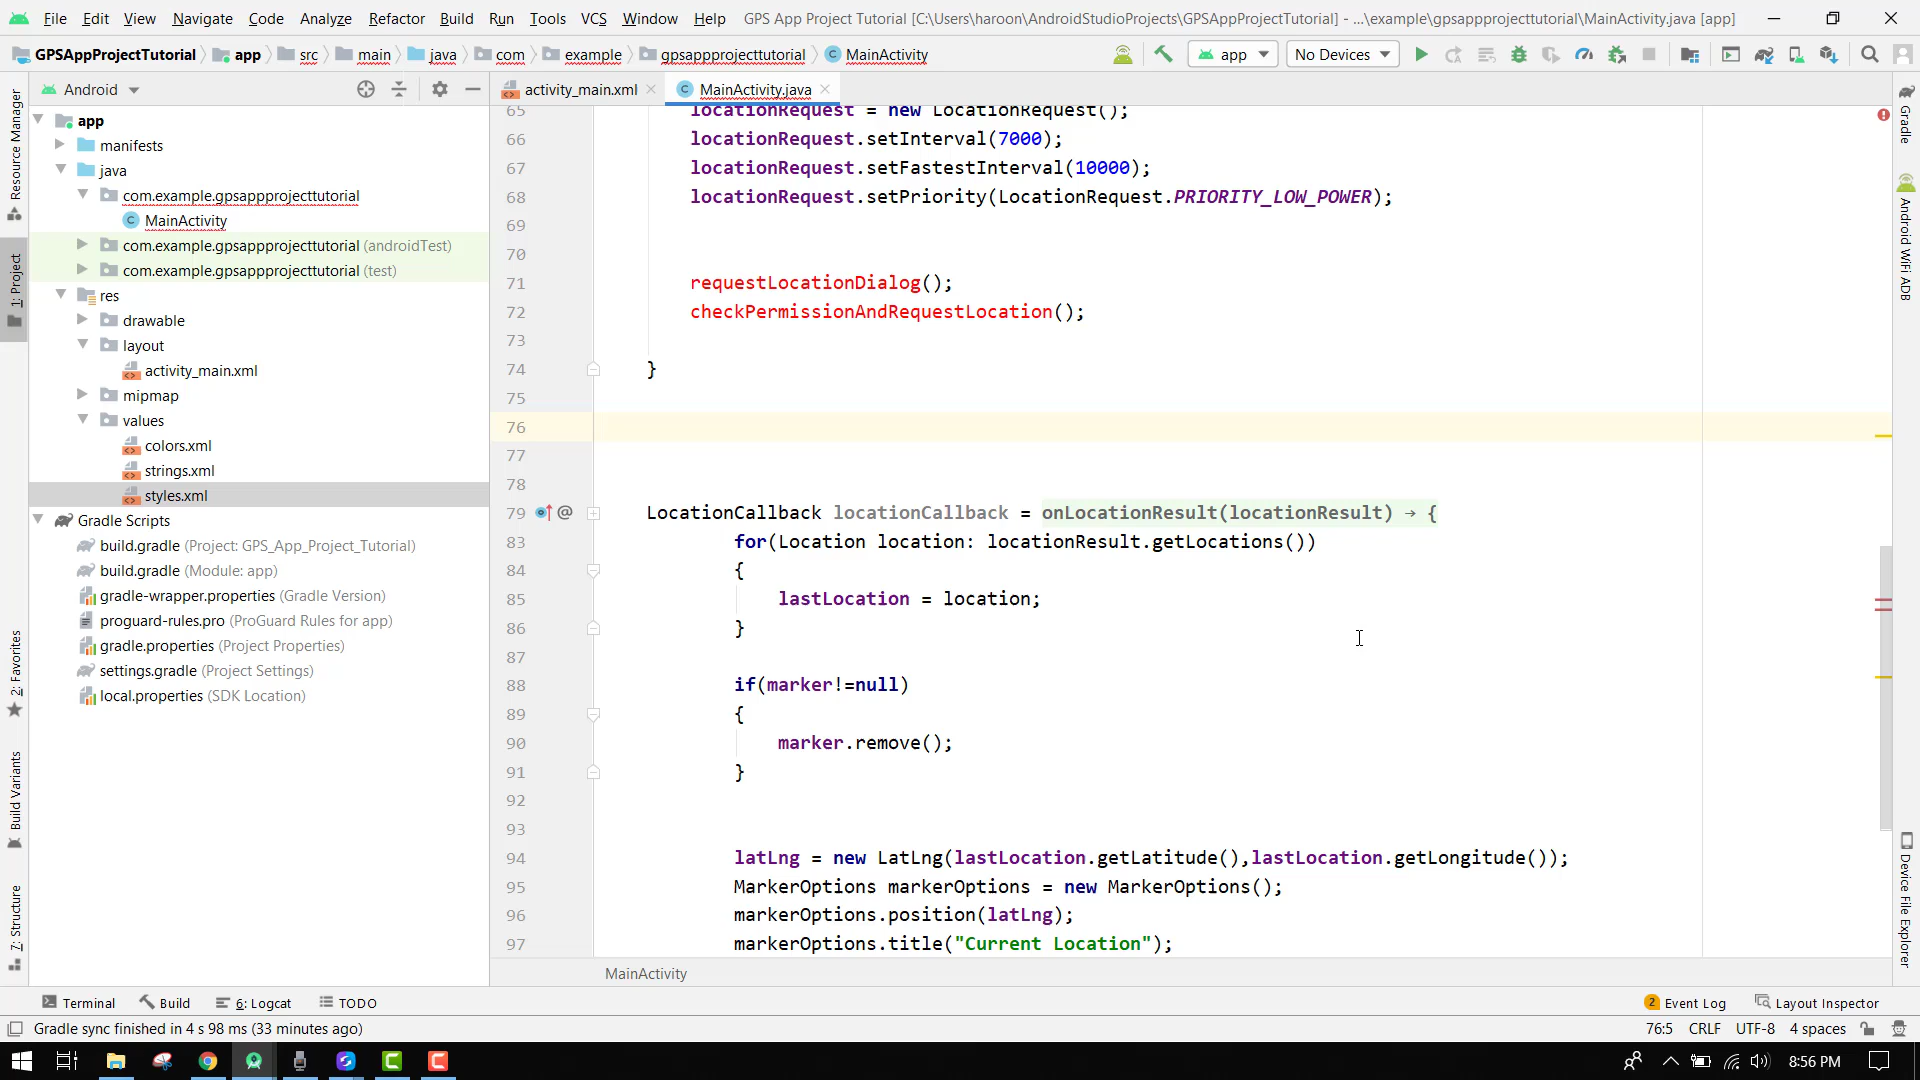 File Edit View Navigate Code Analyze Refactor Build Run Tools VCS Window Help GPS App Project Tutorial [C:\Users\haroon\AndroidStudioProjects\GPSAppProjectTutorial] - ...\example\gpsappprojecttutorial\MainActivity.java [app]
GPSAppProjectTutorial app src main java com example gpsappprojecttutorial MainActivity app No Devices
Android
activity_main.xml MainActivity.java
Resource Manager
1: Project
2: Favorites
Build Variants
7: Structure
app
manifests
java
com.example.gpsappprojecttutorial
MainActivity
com.example.gpsappprojecttutorial (androidTest)
com.example.gpsappprojecttutorial (test)
res
drawable
layout
activity_main.xml
mipmap
values
colors.xml
strings.xml
styles.xml
Gradle Scripts
build.gradle (Project: GPS_App_Project_Tutorial)
build.gradle (Module: app)
gradle-wrapper.properties (Gradle Version)
proguard-rules.pro (ProGuard Rules for app)
gradle.properties (Project Properties)
settings.gradle (Project Settings)
local.properties (SDK Location)
65 locationRequest = new LocationRequest();
66 locationRequest.setInterval(7000);
67 locationRequest.setFastestInterval(10000);
68 locationRequest.setPriority(LocationRequest.PRIORITY_LOW_POWER);
69
70
71 requestLocationDialog();
72 checkPermissionAndRequestLocation();
73
74 }
75
76
77
78
79 @ LocationCallback locationCallback = onLocationResult(locationResult) → {
83 for(Location location: locationResult.getLocations())
84 {
85 lastLocation = location;
86 }
87
88 if(marker!=null)
89 {
90 marker.remove();
91 }
92
93
94 latLng = new LatLng(lastLocation.getLatitude(),lastLocation.getLongitude());
95 MarkerOptions markerOptions = new MarkerOptions();
96 markerOptions.position(latLng);
97 markerOptions.title("Current Location");
MainActivity
Gradle
Android WiFi ADB
Device File Explorer
Terminal Build 6: Logcat TODO 2 Event Log Layout Inspector
Gradle sync finished in 4 s 98 ms (33 minutes ago) 76:5 CRLF UTF-8 4 spaces
8:56 PM